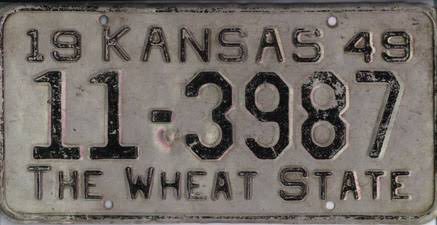 19 KANSAS 49
11-3987
THE WHEAT STATE